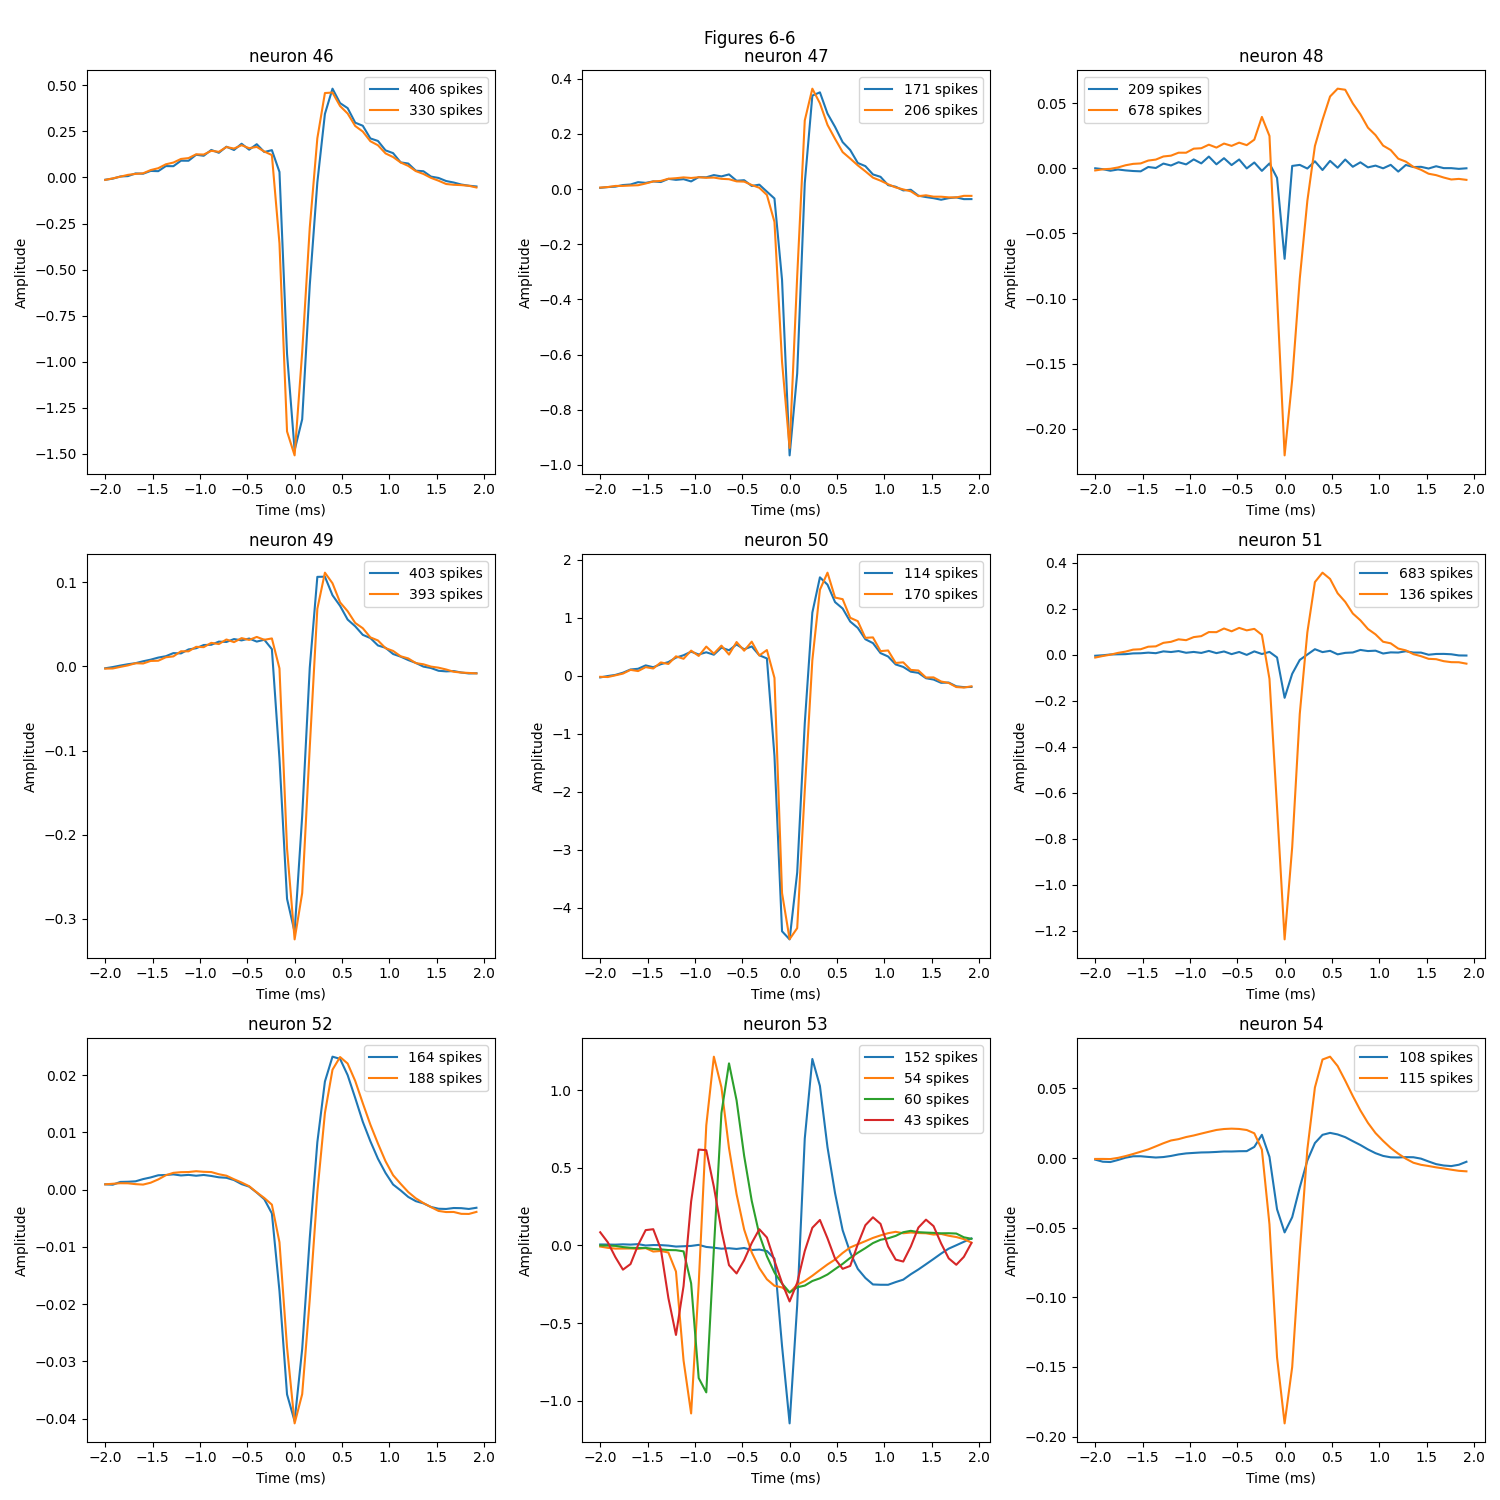 Figures 6-6
neuron 46
0.50
0.25
0.00
−0.25
−0.50
−0.75
−1.00
−1.25
−1.50
Amplitude
406 spikes
330 spikes
−2.0 −1.5 −1.0 −0.5 0.0 0.5 1.0 1.5 2.0
Time (ms)
neuron 47
0.4
0.2
0.0
−0.2
−0.4
−0.6
−0.8
−1.0
Amplitude
171 spikes
206 spikes
−2.0 −1.5 −1.0 −0.5 0.0 0.5 1.0 1.5 2.0
Time (ms)
neuron 48
0.05
0.00
−0.05
−0.10
−0.15
−0.20
Amplitude
209 spikes
678 spikes
−2.0 −1.5 −1.0 −0.5 0.0 0.5 1.0 1.5 2.0
Time (ms)
neuron 49
0.1
0.0
−0.1
−0.2
−0.3
Amplitude
403 spikes
393 spikes
−2.0 −1.5 −1.0 −0.5 0.0 0.5 1.0 1.5 2.0
Time (ms)
neuron 50
2
1
0
−1
−2
−3
−4
Amplitude
114 spikes
170 spikes
−2.0 −1.5 −1.0 −0.5 0.0 0.5 1.0 1.5 2.0
Time (ms)
neuron 51
0.4
0.2
0.0
−0.2
−0.4
−0.6
−0.8
−1.0
−1.2
Amplitude
683 spikes
136 spikes
−2.0 −1.5 −1.0 −0.5 0.0 0.5 1.0 1.5 2.0
Time (ms)
neuron 52
0.02
0.01
0.00
−0.01
−0.02
−0.03
−0.04
Amplitude
164 spikes
188 spikes
−2.0 −1.5 −1.0 −0.5 0.0 0.5 1.0 1.5 2.0
Time (ms)
neuron 53
1.0
0.5
0.0
−0.5
−1.0
Amplitude
152 spikes
54 spikes
60 spikes
43 spikes
−2.0 −1.5 −1.0 −0.5 0.0 0.5 1.0 1.5 2.0
Time (ms)
neuron 54
0.05
0.00
−0.05
−0.10
−0.15
−0.20
Amplitude
108 spikes
115 spikes
−2.0 −1.5 −1.0 −0.5 0.0 0.5 1.0 1.5 2.0
Time (ms)